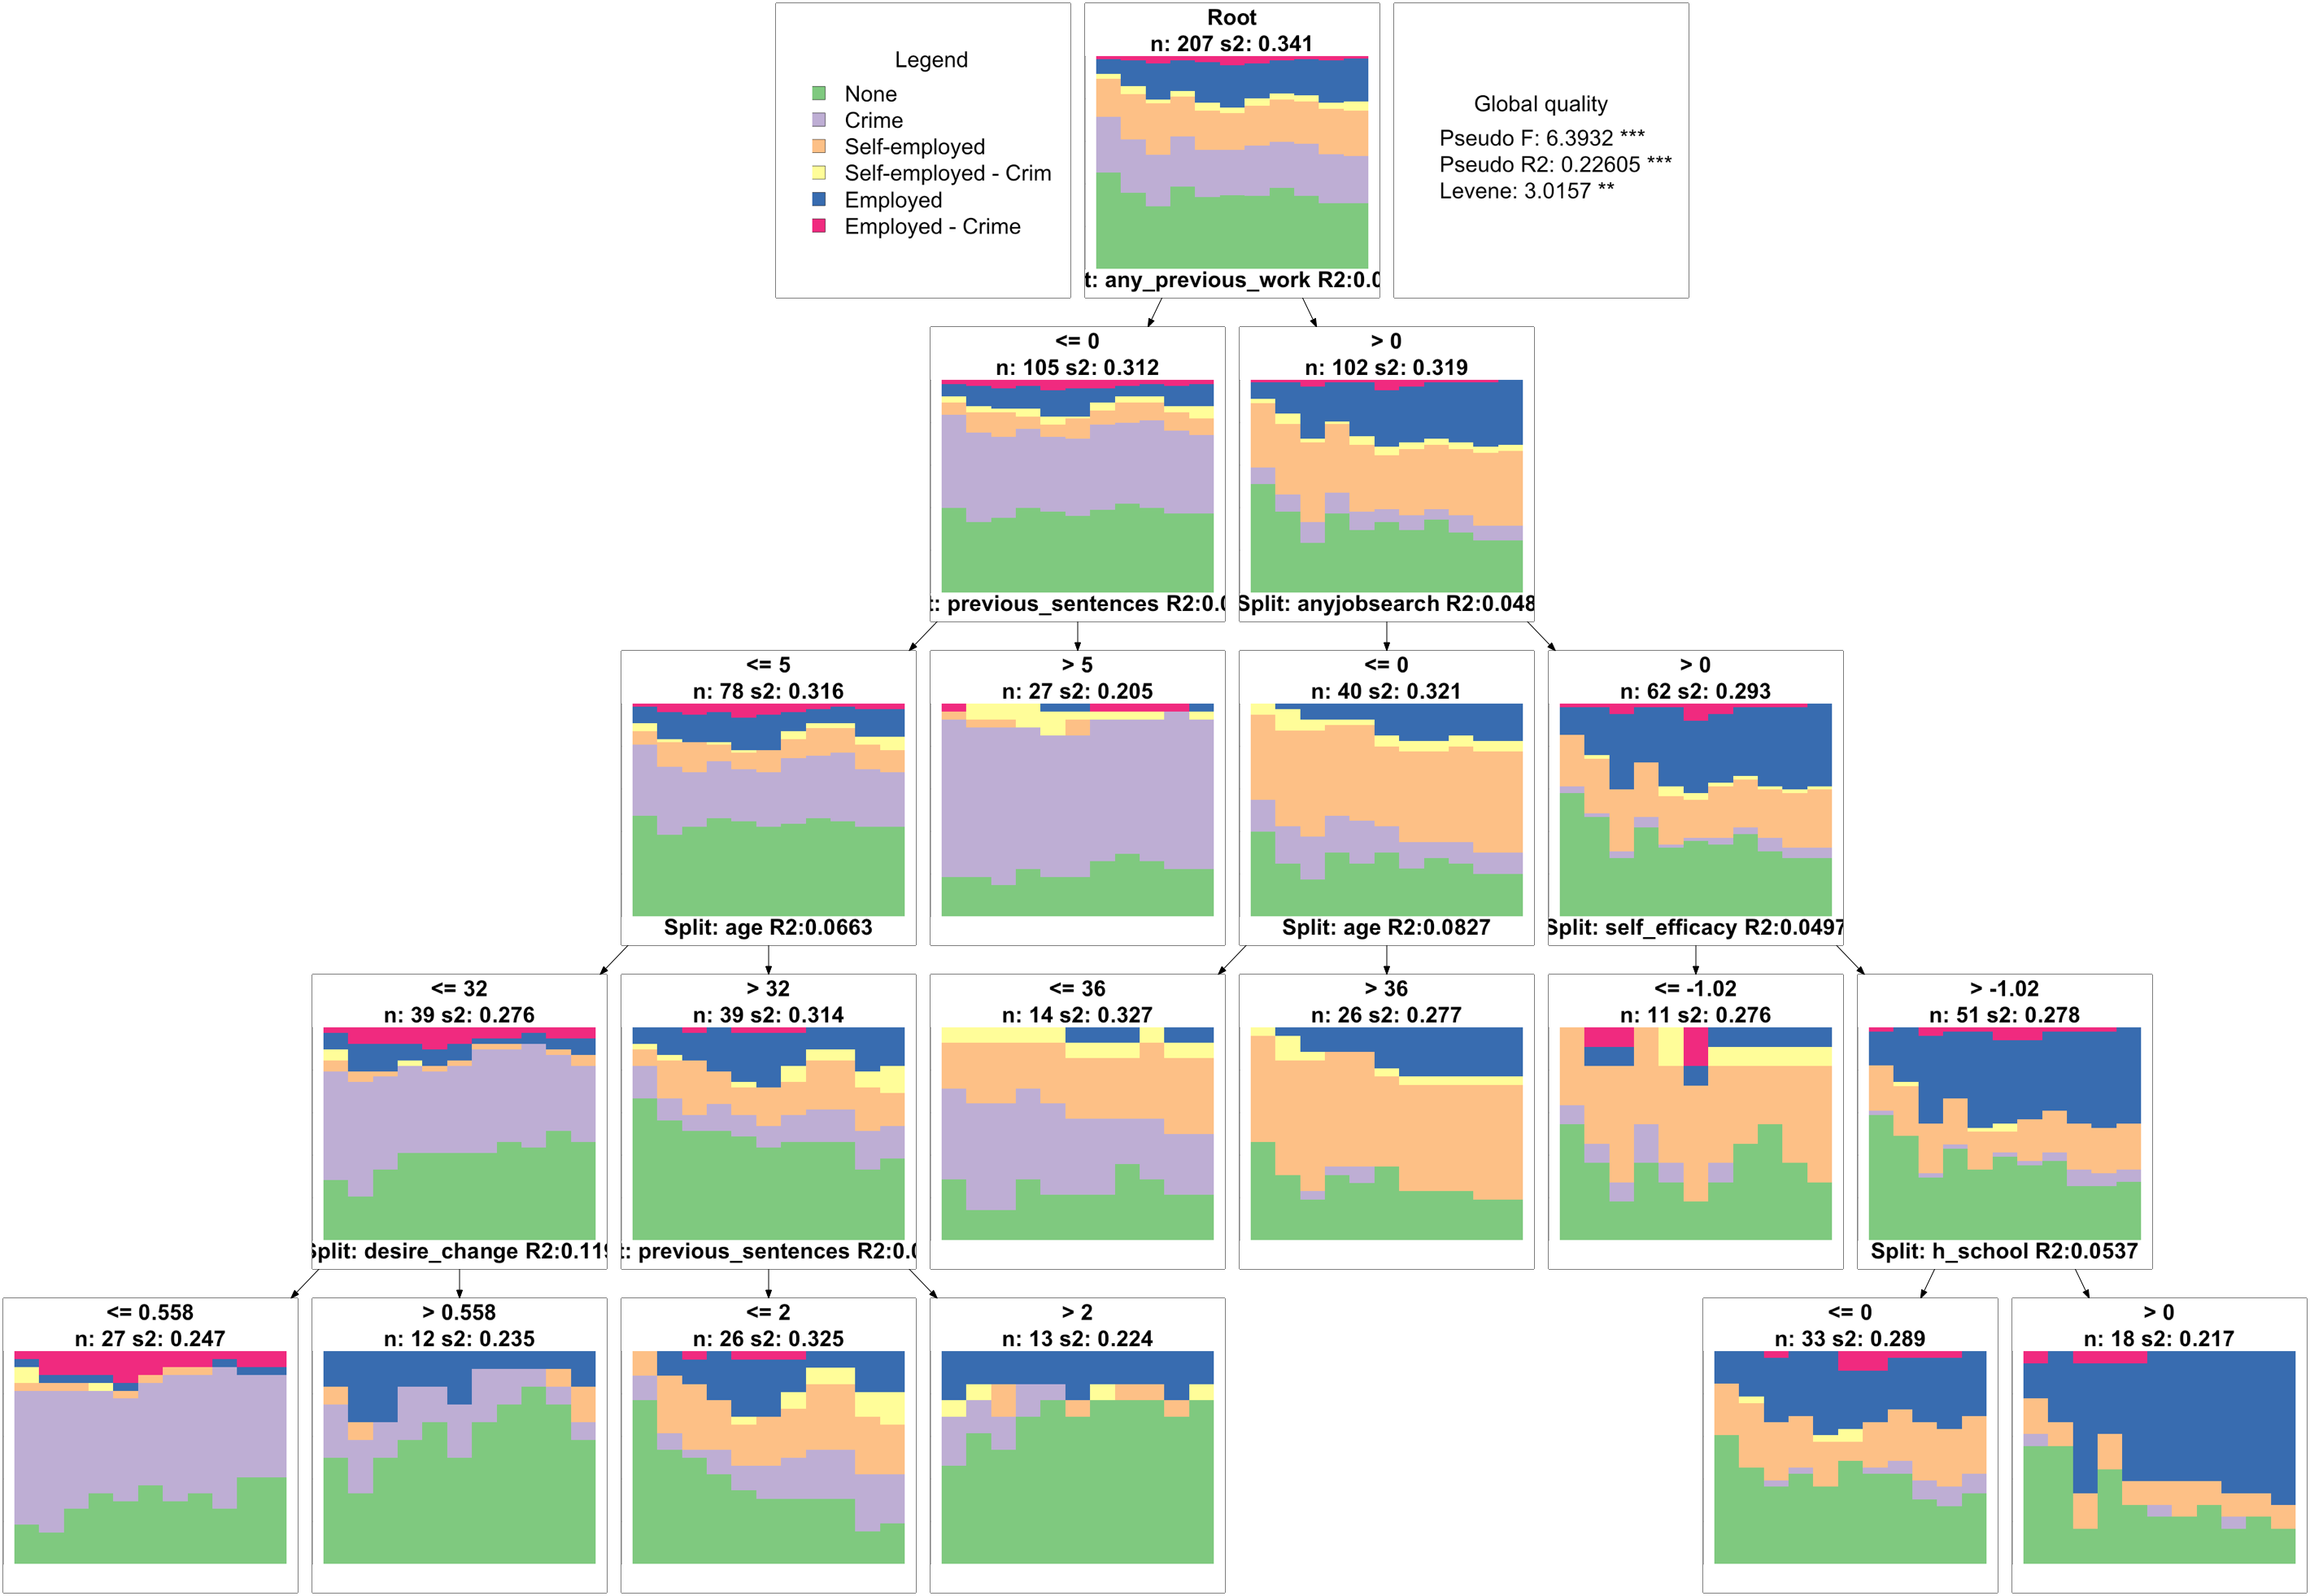 Legend
None
Crime
Self-employed
Self-employed - Crim
Employed
Employed - Crime
Root
n: 207 s2: 0.341
t: any_previous_work R2:0.0
Global quality
Pseudo F: 6.3932 ***
Pseudo R2: 0.22605 ***
Levene: 3.0157 **
<= 0
n: 105 s2: 0.312
t: previous_sentences R2:0.0
> 0
n: 102 s2: 0.319
Split: anyjobsearch R2:0.048
<= 5
n: 78 s2: 0.316
Split: age R2:0.0663
> 5
n: 27 s2: 0.205
<= 0
n: 40 s2: 0.321
Split: age R2:0.0827
> 0
n: 62 s2: 0.293
Split: self_efficacy R2:0.0497
<= 32
n: 39 s2: 0.276
Split: desire_change R2:0.119
> 32
n: 39 s2: 0.314
t: previous_sentences R2:0.0
<= 36
n: 14 s2: 0.327
> 36
n: 26 s2: 0.277
<= -1.02
n: 11 s2: 0.276
> -1.02
n: 51 s2: 0.278
Split: h_school R2:0.0537
<= 0.558
n: 27 s2: 0.247
> 0.558
n: 12 s2: 0.235
<= 2
n: 26 s2: 0.325
> 2
n: 13 s2: 0.224
<= 0
n: 33 s2: 0.289
> 0
n: 18 s2: 0.217